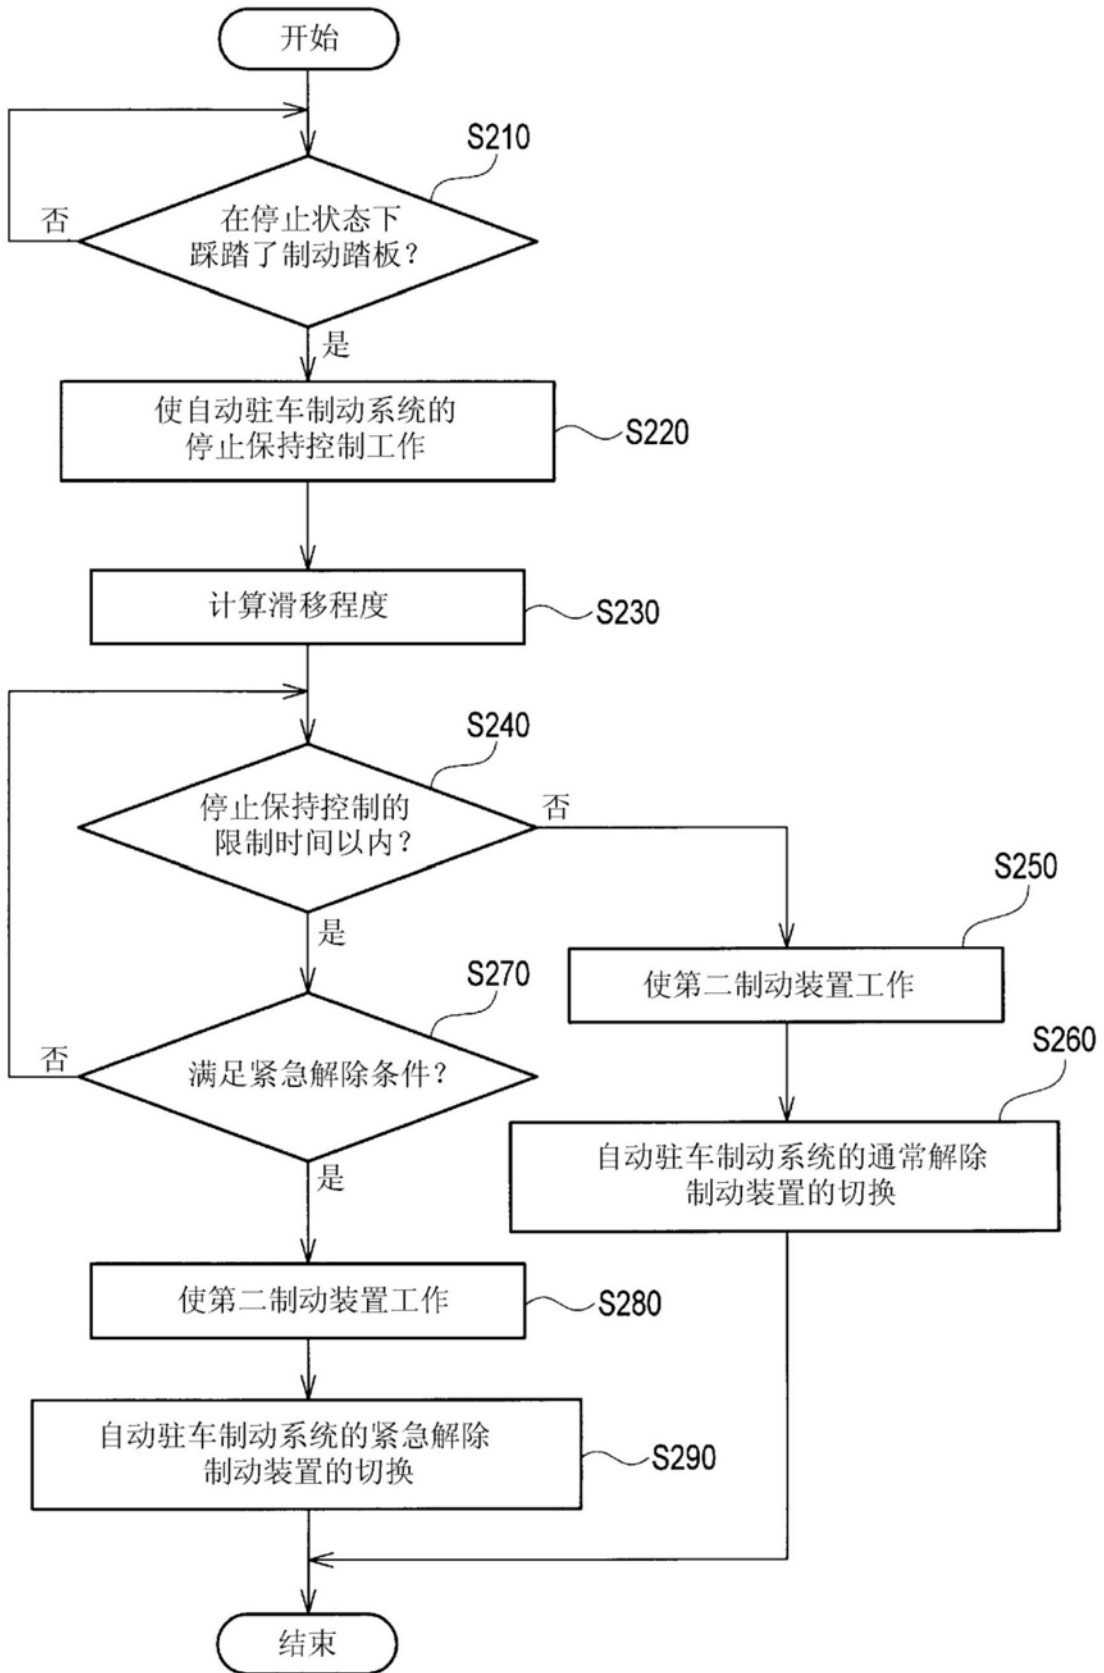 开始
S210
否
在停止状态下
踩踏了制动踏板？
是
使自动驻车制动系统的
停止保持控制工作
S220
计算滑移程度
S230
S240
停止保持控制的
限制时间以内？
否
是
S250
使第二制动装置工作
S270
否
满足紧急解除条件？
S260
自动驻车制动系统的通常解除
制动装置的切换
是
使第二制动装置工作
S280
自动驻车制动系统的紧急解除
制动装置的切换
S290
结束